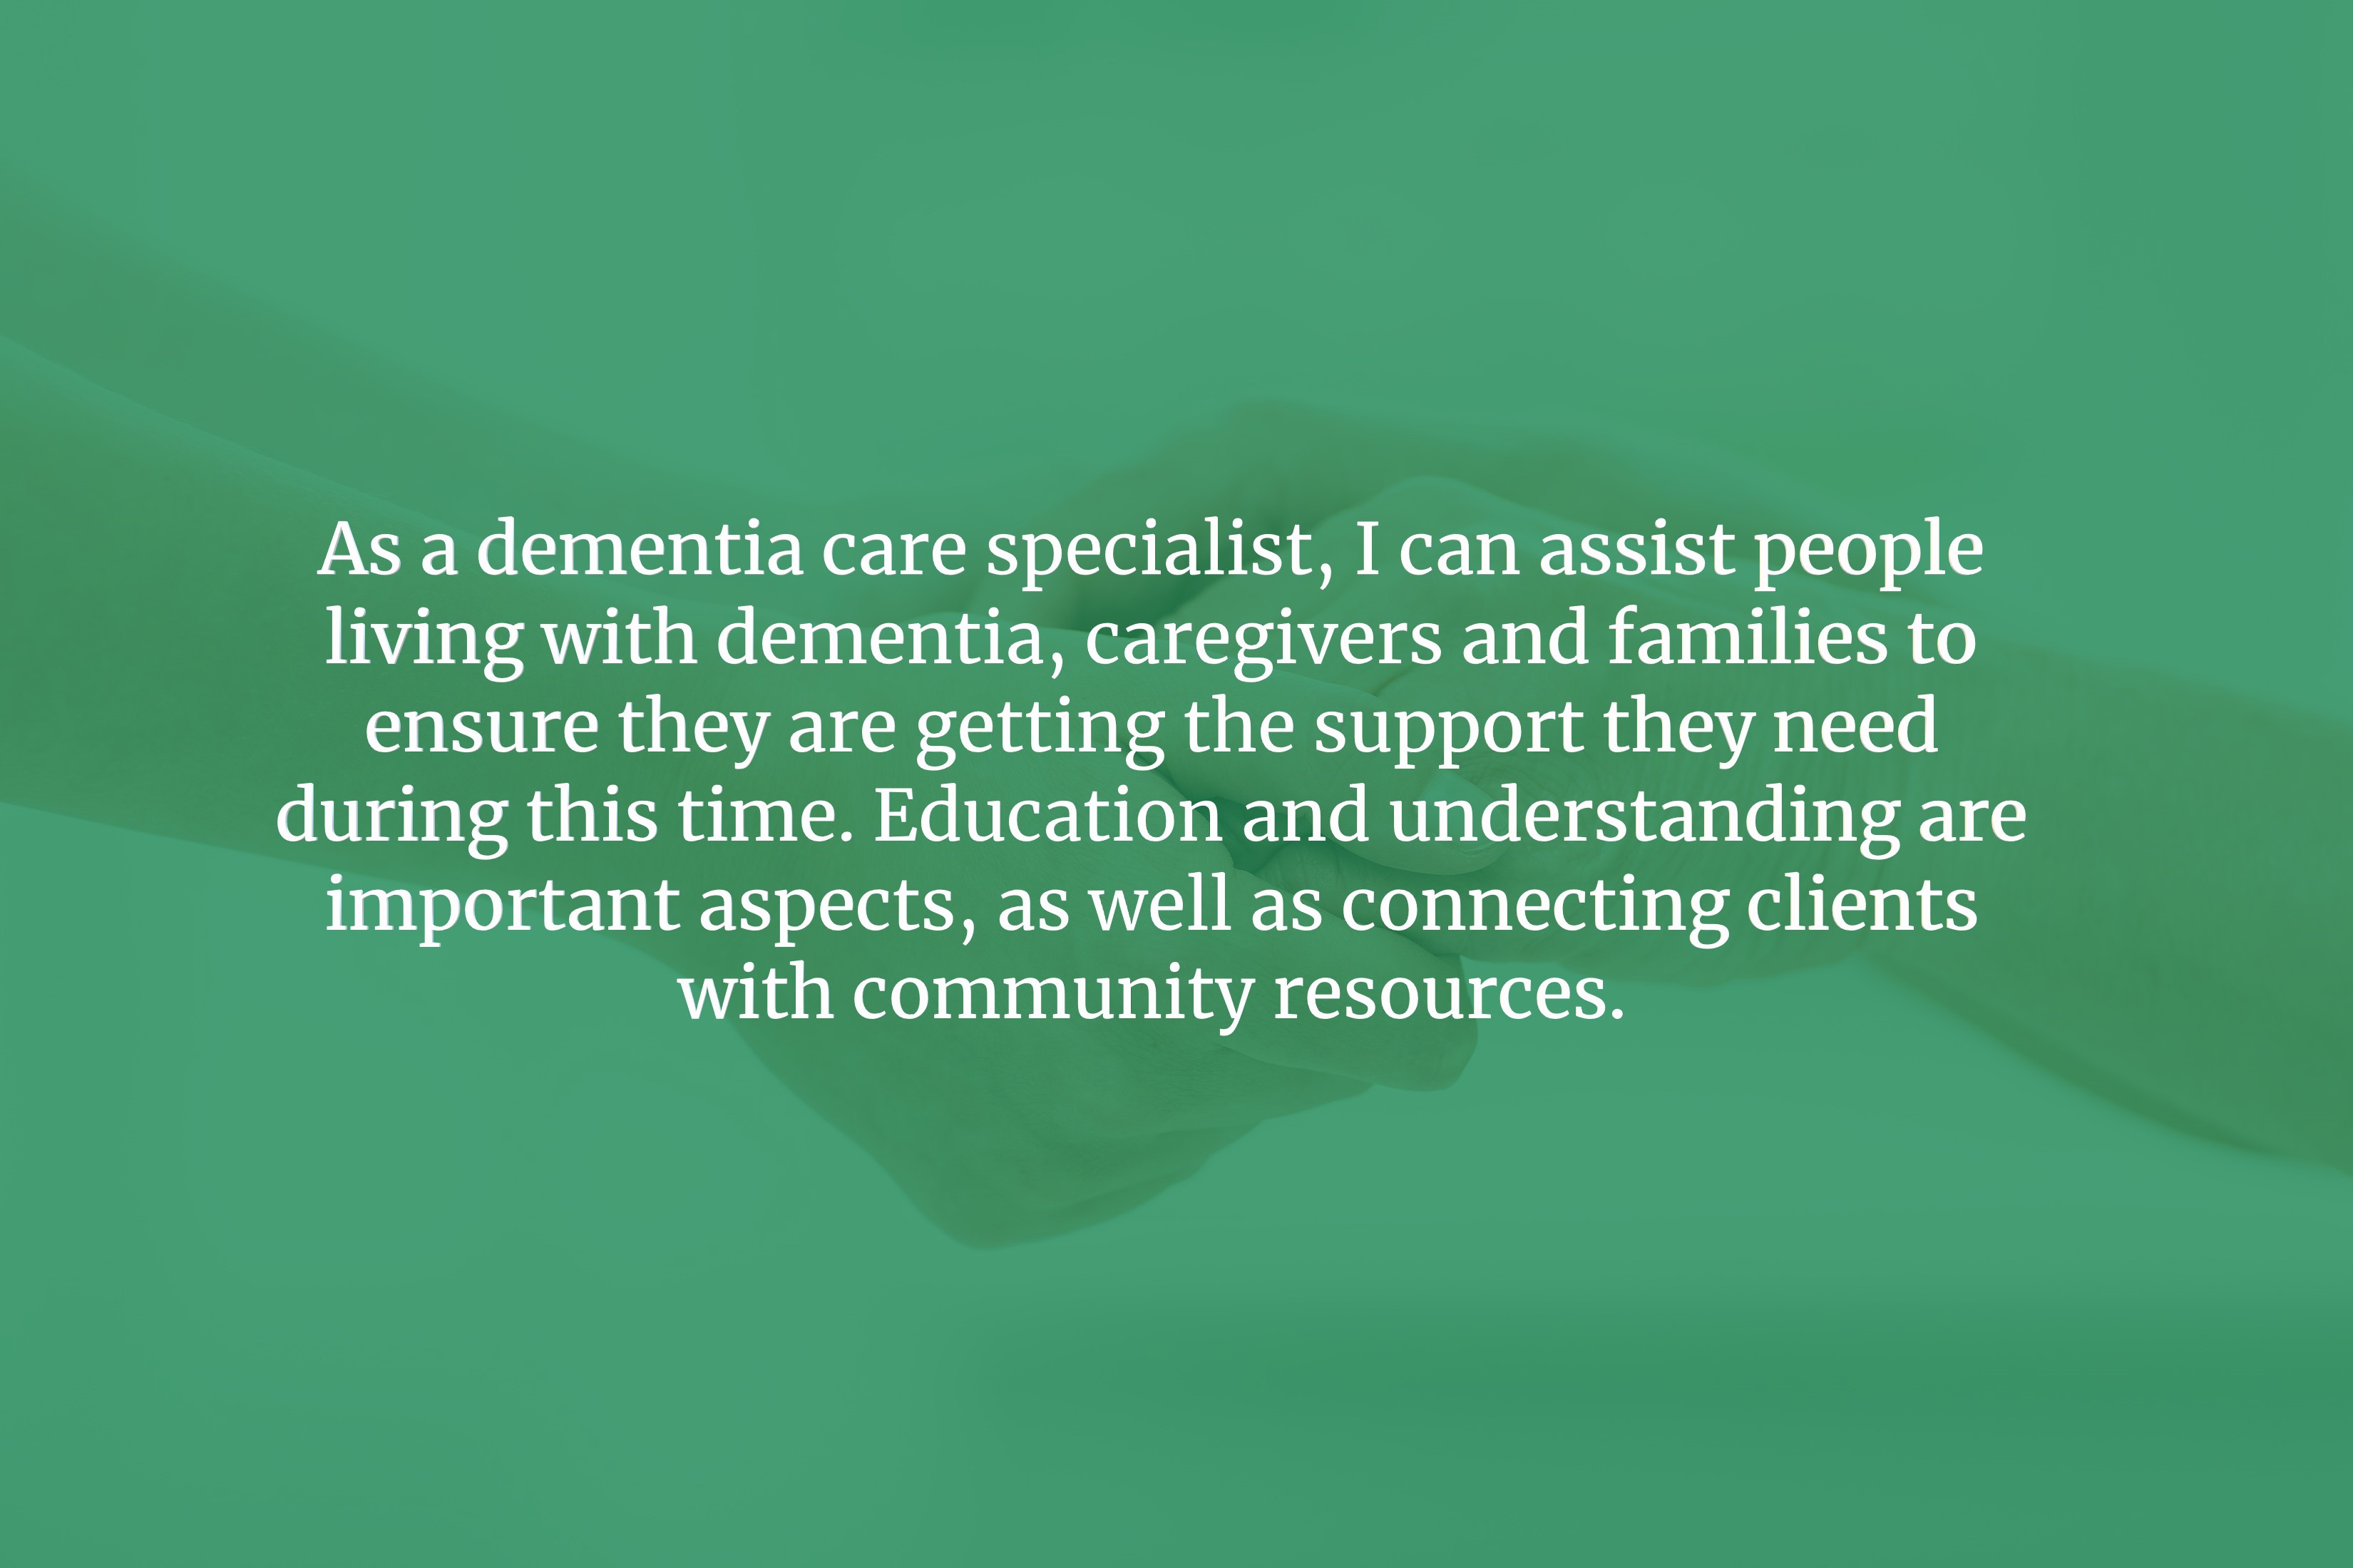 As a dementia care specialist, I can assist people
living with dementia, caregivers and families to
ensure they are getting the support they need
during this time. Education and understanding are
important aspects, as well as connecting clients
with community resources.